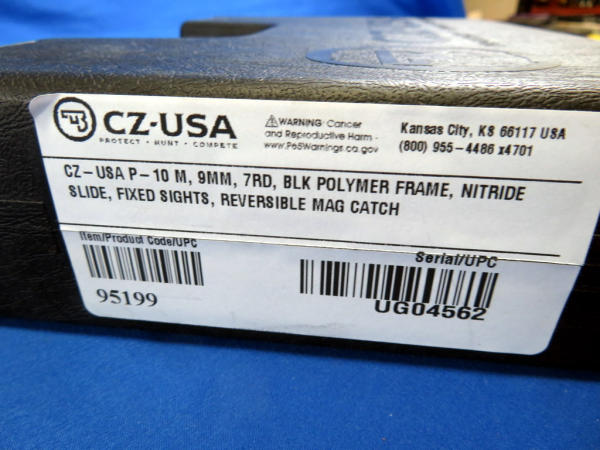 CZ-USA
PROTECT • HUNT • COMPETE
⚠WARNING: Cancer
and Reproductive Harm -
www.P65Warnings.ca.gov
Kansas City, KS 66117 USA
(800) 955-4486 x4701
CZ-USA P-10 M, 9MM, 7RD, BLK POLYMER FRAME, NITRIDE
SLIDE, FIXED SIGHTS, REVERSIBLE MAG CATCH
Item/Product Code/UPC
95199
Serial/UPC
UG04562